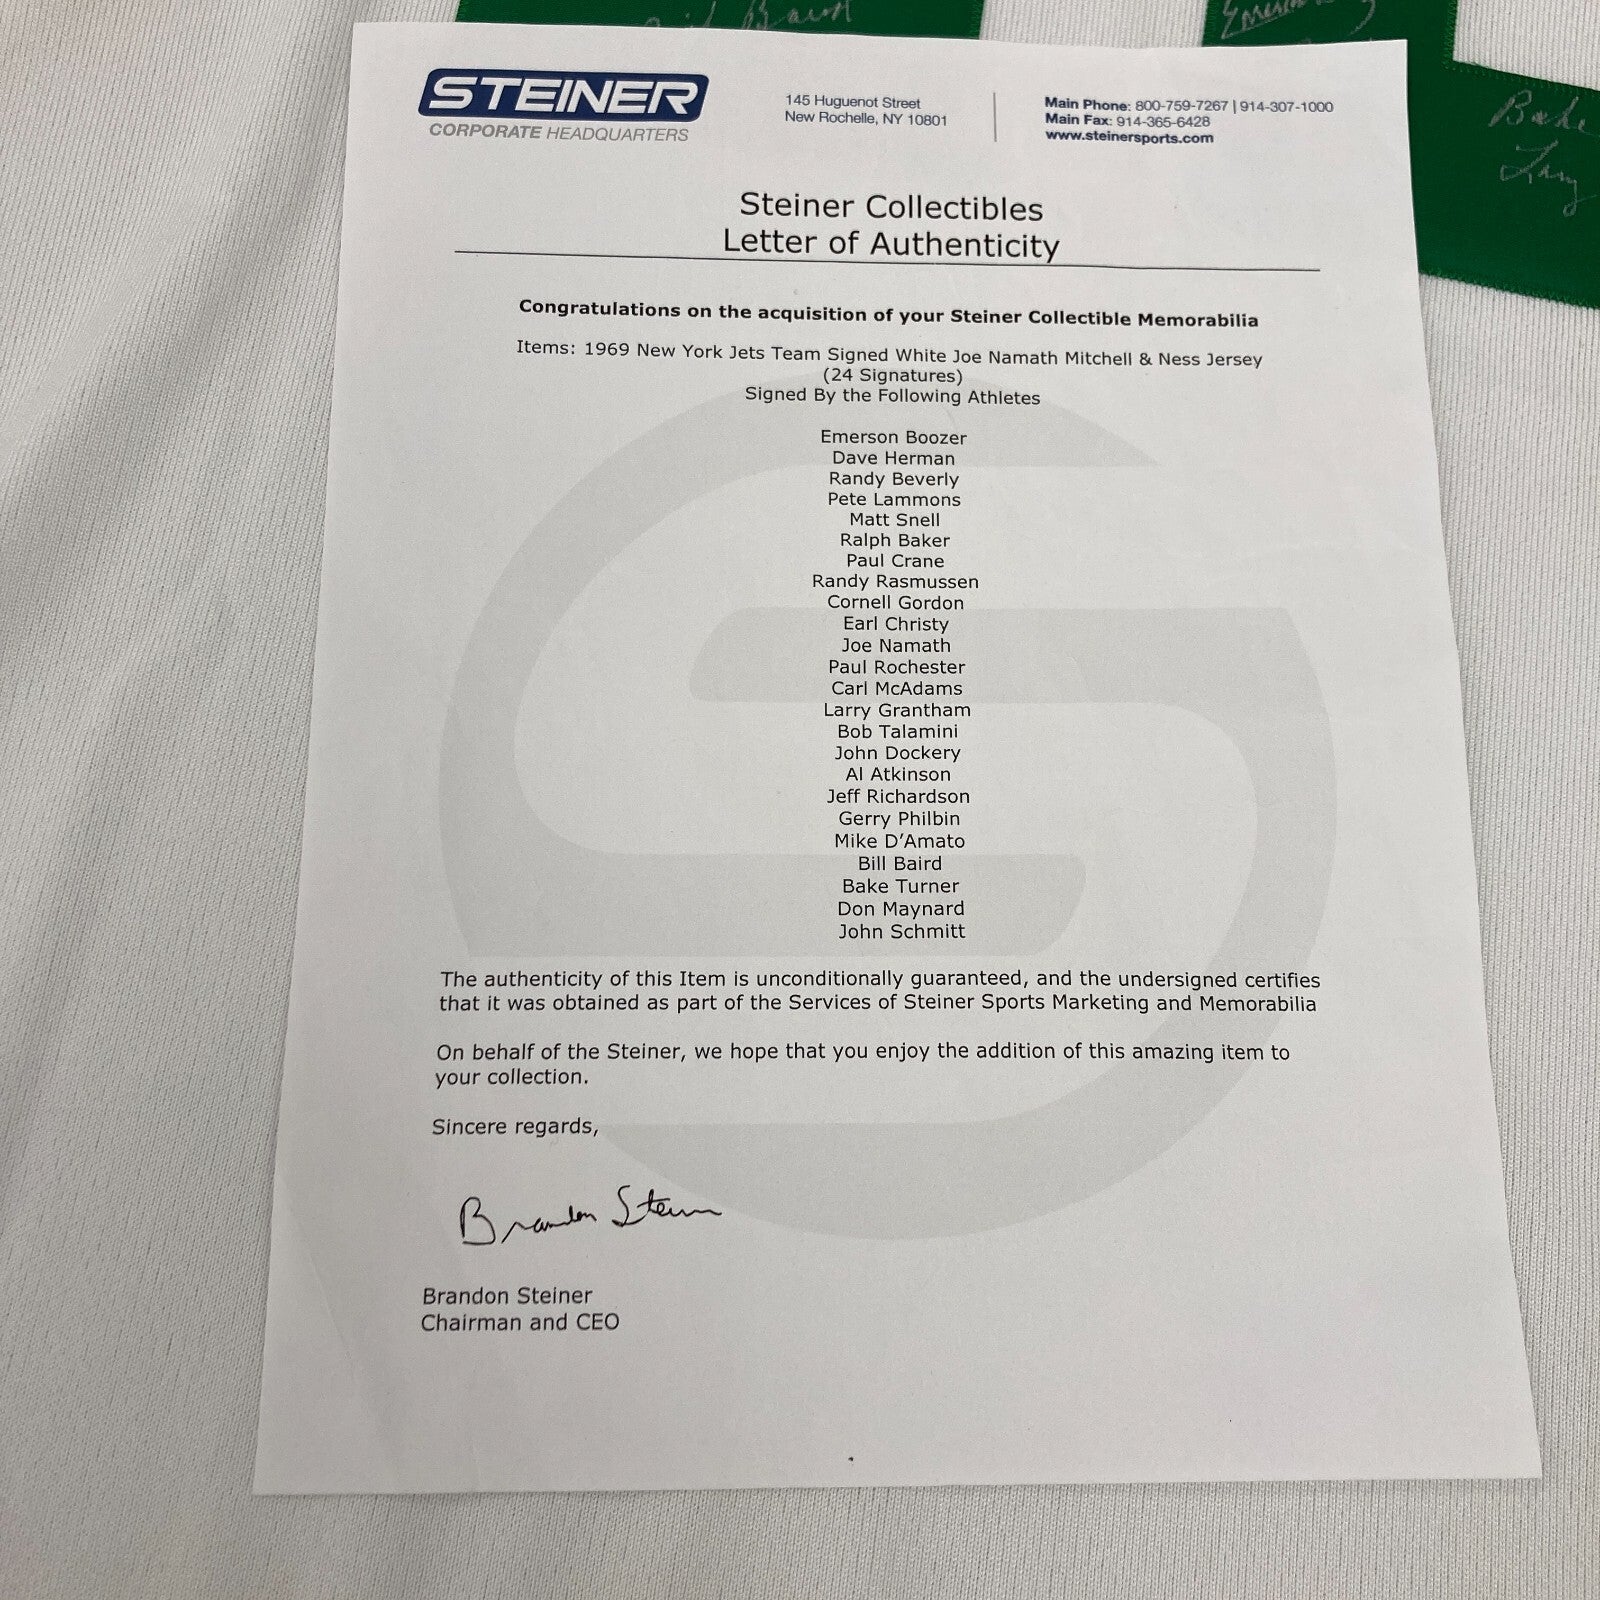 Baird
Bake
STEINER
CORPORATE HEADQUARTERS
145 Huguenot Street
New Rochelle, NY 10801
Main Phone: 800-759-7267 | 914-307-1000
Main Fax: 914-365-6428
www.steinersports.com
Steiner Collectibles
Letter of Authenticity
Congratulations on the acquisition of your Steiner Collectible Memorabilia
Items: 1969 New York Jets Team Signed White Joe Namath Mitchell & Ness Jersey
(24 Signatures)
Signed By the Following Athletes
Emerson Boozer
Dave Herman
Randy Beverly
Pete Lammons
Matt Snell
Ralph Baker
Paul Crane
Randy Rasmussen
Cornell Gordon
Earl Christy
Joe Namath
Paul Rochester
Carl McAdams
Larry Grantham
Bob Talamini
John Dockery
Al Atkinson
Jeff Richardson
Gerry Philbin
Mike D'Amato
Bill Baird
Bake Turner
Don Maynard
John Schmitt
The authenticity of this Item is unconditionally guaranteed, and the undersigned certifies
that it was obtained as part of the Services of Steiner Sports Marketing and Memorabilia
On behalf of the Steiner, we hope that you enjoy the addition of this amazing item to
your collection.
Sincere regards,
Brandon Steiner
Brandon Steiner
Chairman and CEO